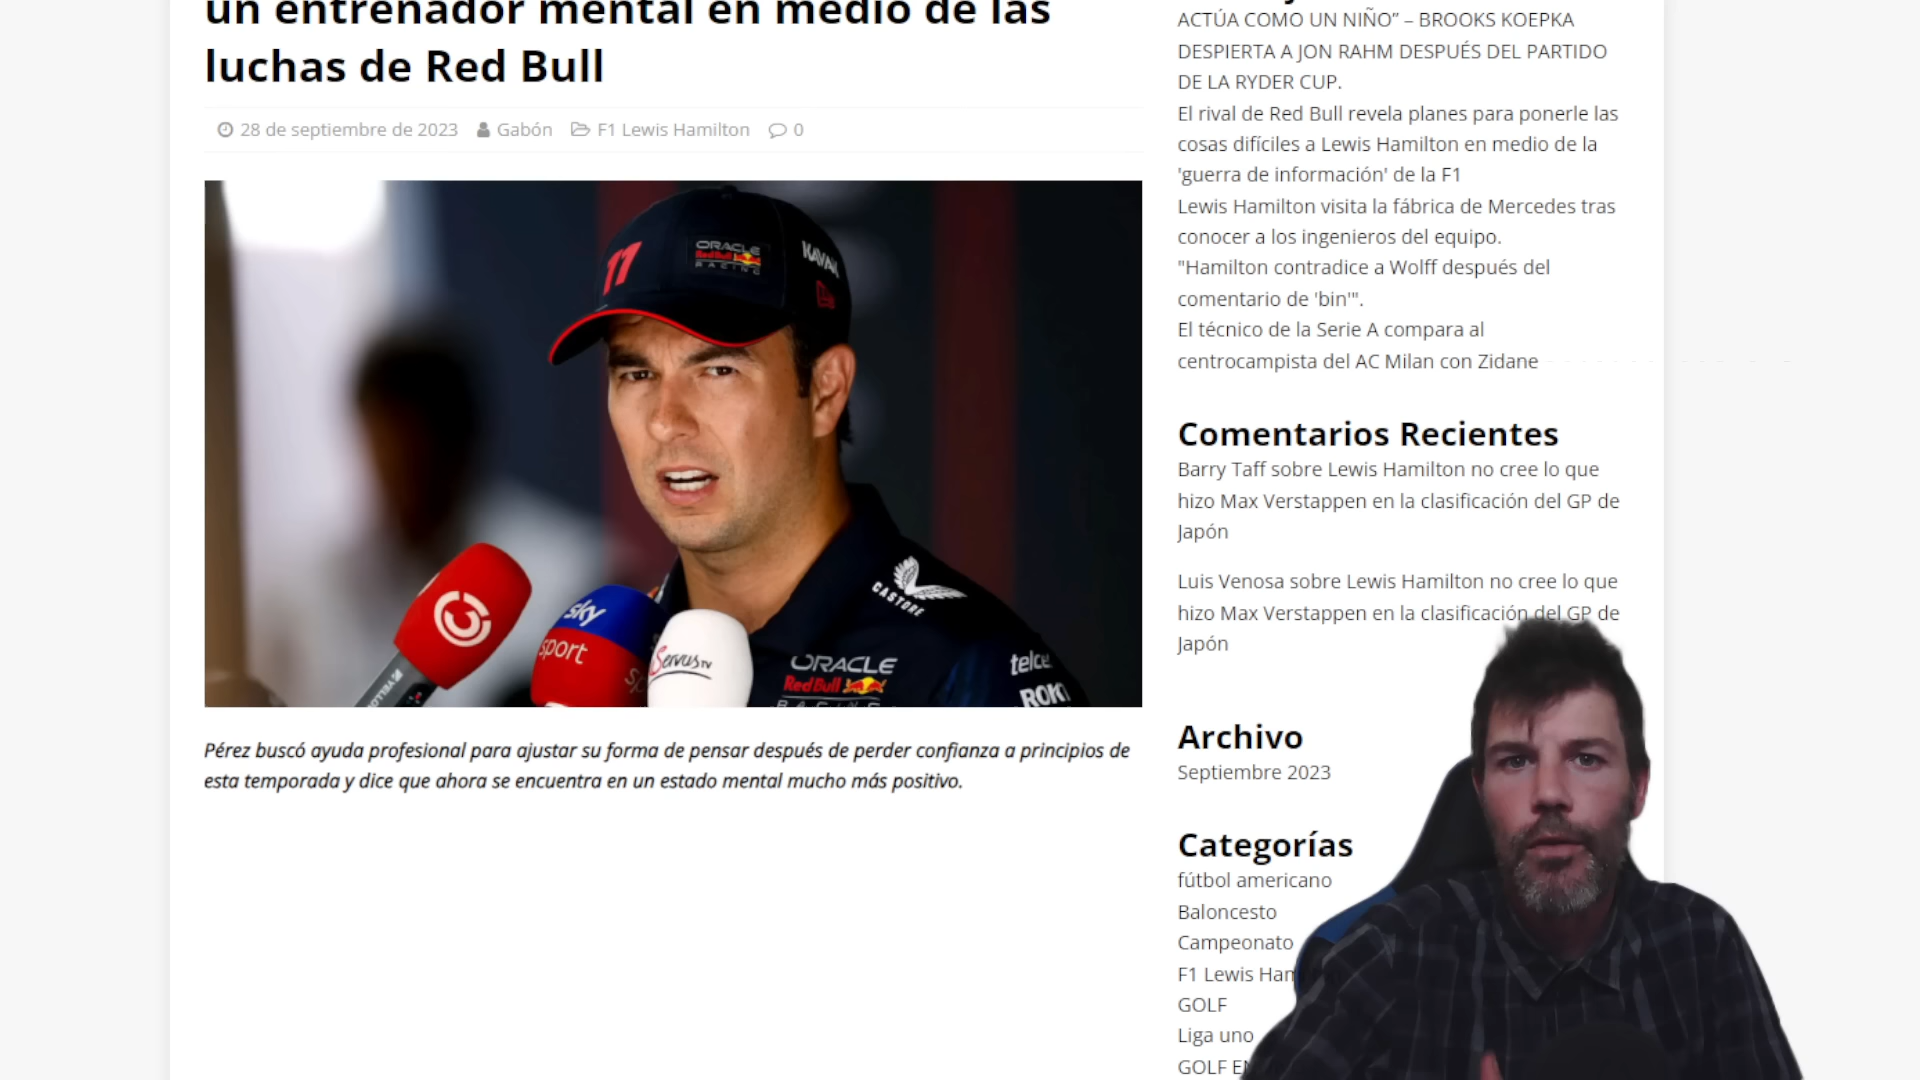 un entrenador mental en medio de las
luchas de Red Bull
28 de septiembre de 2023 Gabón F1 Lewis Hamilton 0
11
ORACLE
Red Bull
RACING
KAVAK
sky
sport
ServusTV
CASTORE
ORACLE
Red Bull
RACING
telcel
Pérez buscó ayuda profesional para ajustar su forma de pensar después de perder confianza a principios de
esta temporada y dice que ahora se encuentra en un estado mental mucho más positivo.
ACTÚA COMO UN NIÑO” – BROOKS KOEPKA
DESPIERTA A JON RAHM DESPUÉS DEL PARTIDO
DE LA RYDER CUP.
El rival de Red Bull revela planes para ponerle las
cosas difíciles a Lewis Hamilton en medio de la
'guerra de información' de la F1
Lewis Hamilton visita la fábrica de Mercedes tras
conocer a los ingenieros del equipo.
"Hamilton contradice a Wolff después del
comentario de 'bin'".
El técnico de la Serie A compara al
centrocampista del AC Milan con Zidane
Comentarios Recientes
Barry Taff sobre Lewis Hamilton no cree lo que
hizo Max Verstappen en la clasificación del GP de
Japón
Luis Venosa sobre Lewis Hamilton no cree lo que
hizo Max Verstappen en la clasificación del GP de
Japón
Archivo
Septiembre 2023
Categorías
fútbol americano
Baloncesto
Campeonato
F1 Lewis Ham
GOLF
Liga uno
GOLF